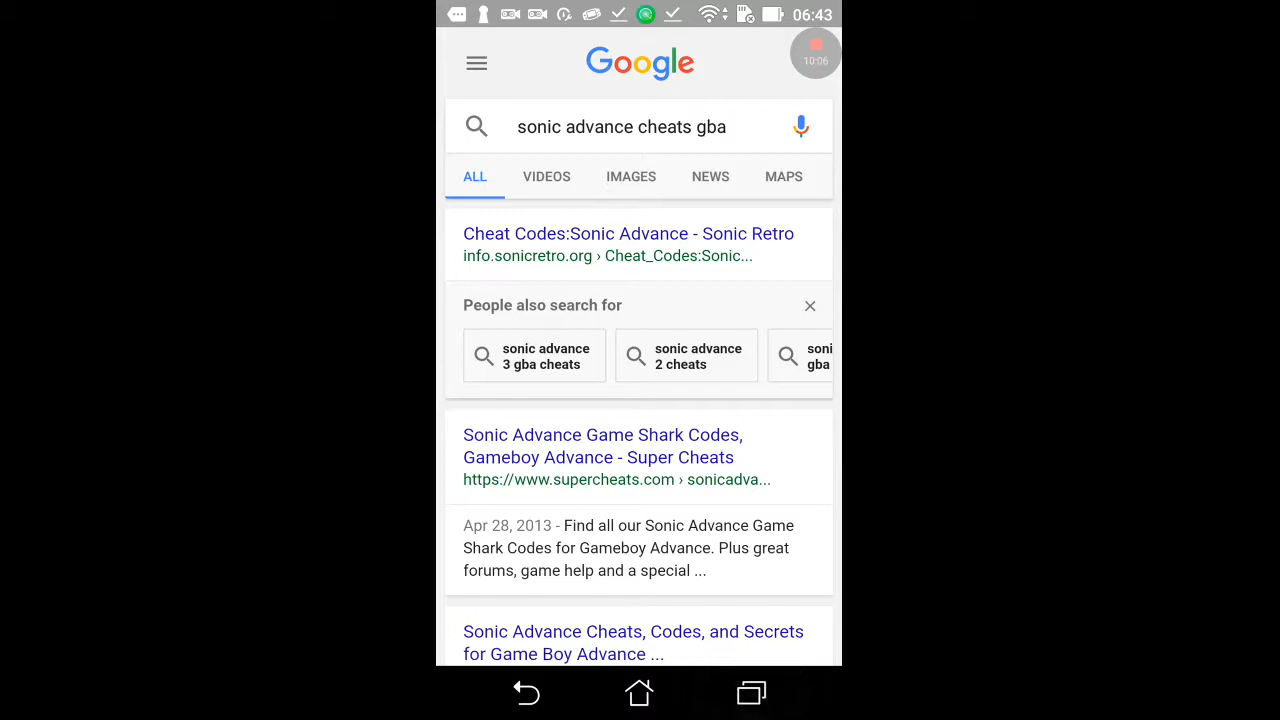 06:43
Google
10:06
sonic advance cheats gba
ALL VIDEOS IMAGES NEWS MAPS
Cheat Codes:Sonic Advance - Sonic Retro
info.sonicretro.org › Cheat_Codes:Sonic...
People also search for
sonic advance
3 gba cheats
sonic advance
2 cheats
soni
gba
Sonic Advance Game Shark Codes,
Gameboy Advance - Super Cheats
https://www.supercheats.com › sonicadva...
Apr 28, 2013 - Find all our Sonic Advance Game
Shark Codes for Gameboy Advance. Plus great
forums, game help and a special ...
Sonic Advance Cheats, Codes, and Secrets
for Game Boy Advance ...